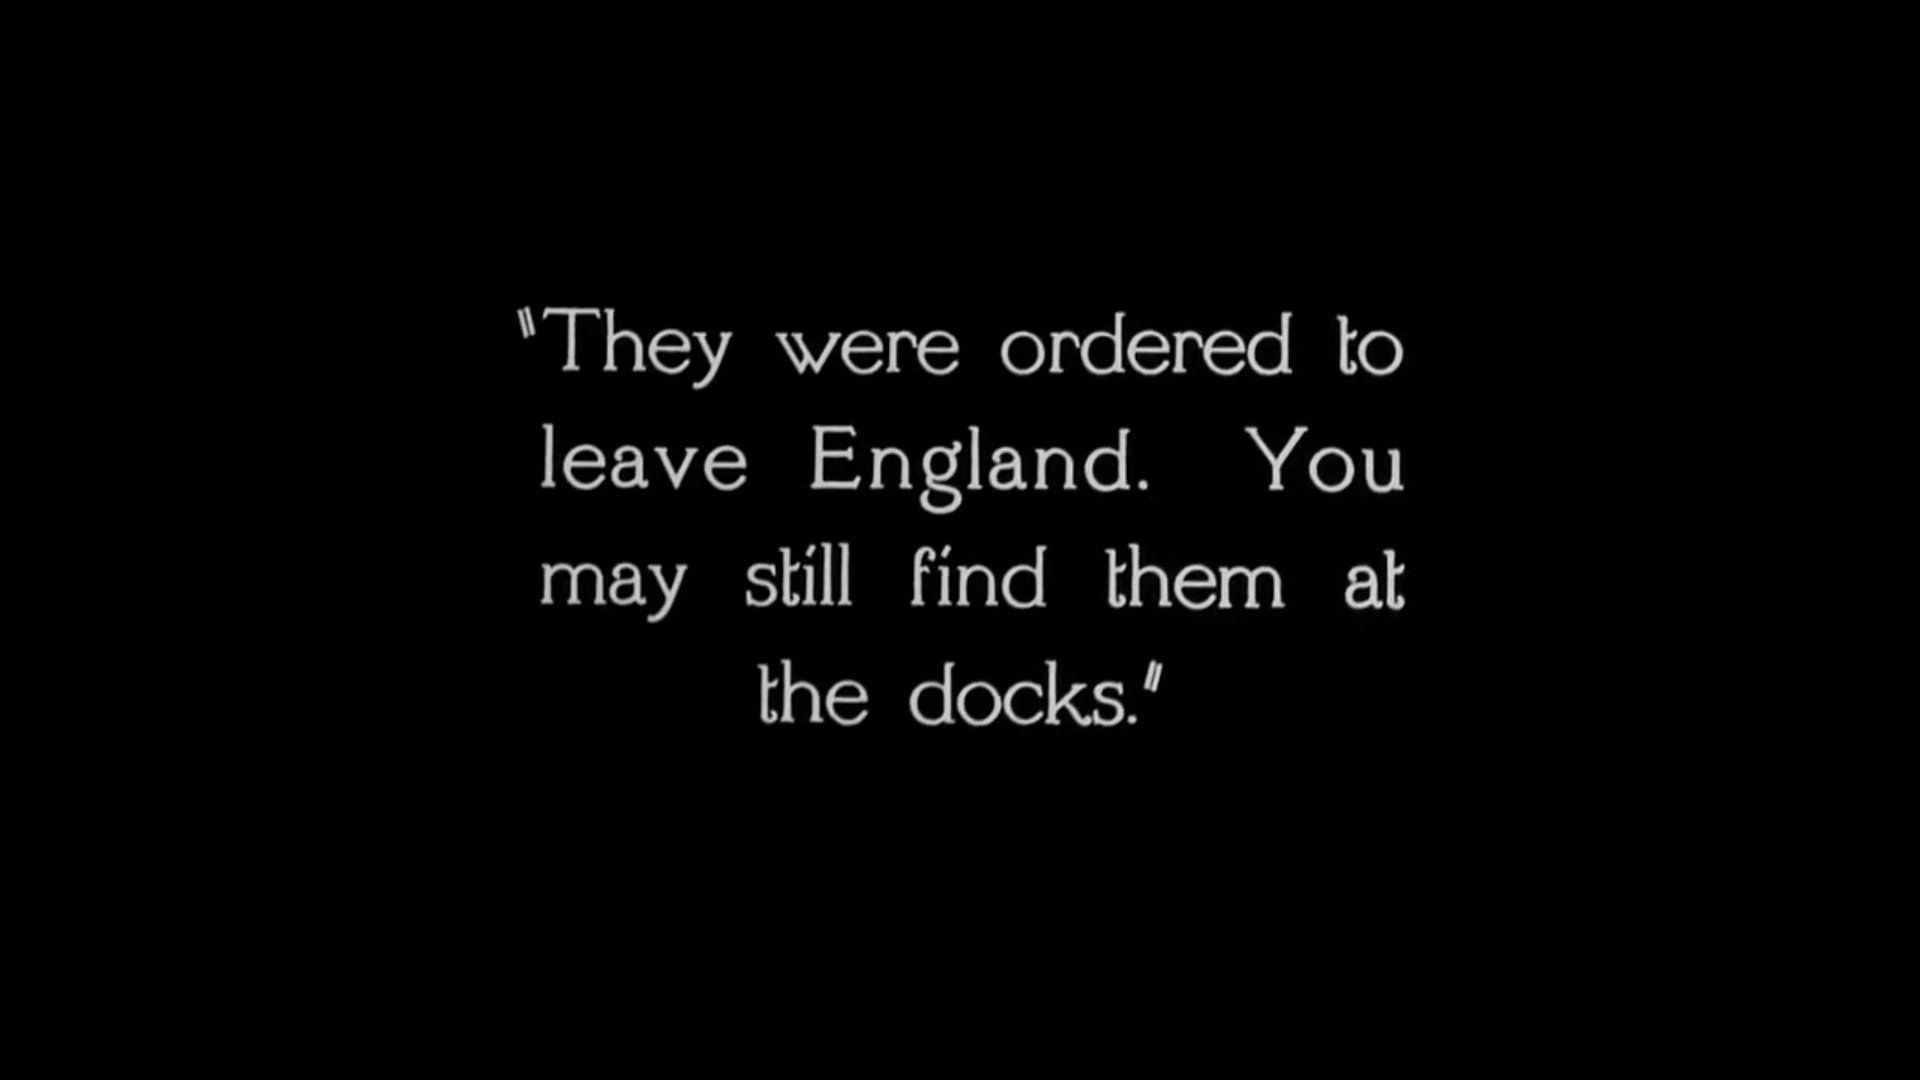 "They were ordered to
leave England. You
may still find them at
the docks."